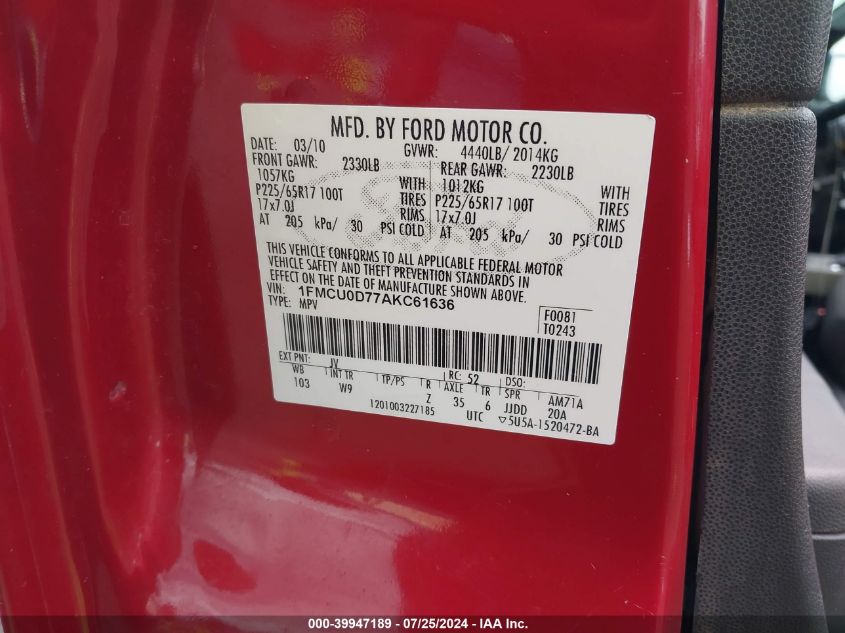 MFD. BY FORD MOTOR CO.
DATE: 03/10 GVWR: 4440LB/ 2014KG
FRONT GAWR: 2330LB REAR GAWR: 2230LB
1057KG WITH 1012KG WITH
P225/65R17 100T TIRES P225/65R17 100T TIRES
17x7.0J RIMS 17x7.0J RIMS
AT 205 kPa/ 30 PSI COLD AT 205 kPa/ 30 PSI COLD
THIS VEHICLE CONFORMS TO ALL APPLICABLE FEDERAL MOTOR
VEHICLE SAFETY AND THEFT PREVENTION STANDARDS IN
EFFECT ON THE DATE OF MANUFACTURE SHOWN ABOVE.
VIN: 1FMCU0D77AKC61636
TYPE: MPV
F0081
T0243
EXT PNT: JV RC: 52 DSO:
WB INT TR TP/PS R AXLE TR SPR AM71A
103 W9 Z 35 6 JJDD 20A
1201003227185 UTC ▽5U5A-1520472-BA
000-39947189 - 07/25/2024 - IAA Inc.